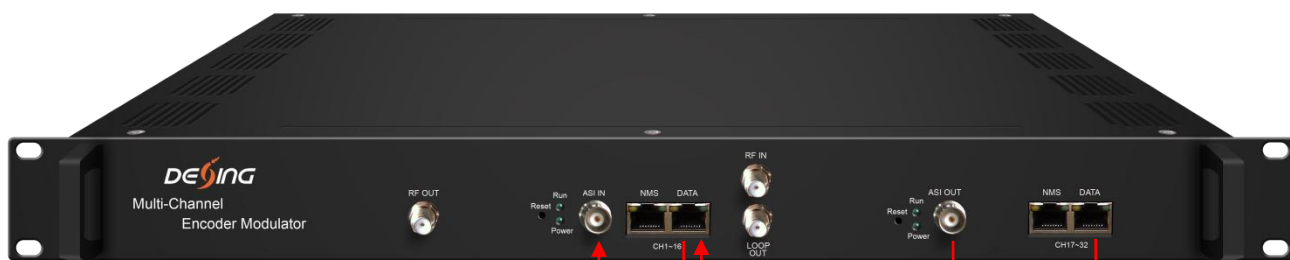 DESING
Multi-Channel
Encoder Modulator
RF OUT
Run
Reset
Power
ASI IN
NMS DATA
CH1~16
RF IN
LOOP
OUT
Run
Reset
Power
ASI OUT
NMS DATA
CH17~32